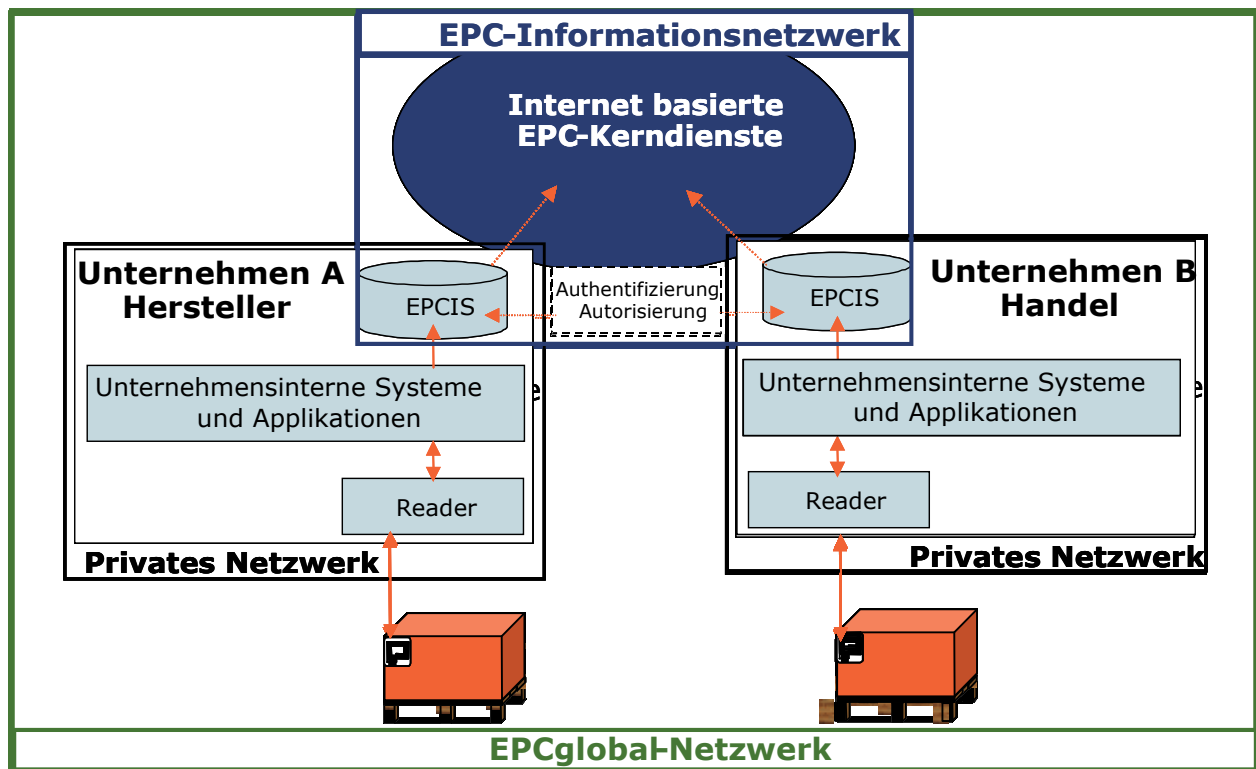 EPC-Informationsnetzwerk
Internet basierte
EPC-Kerndienste
Unternehmen A
Hersteller
EPCIS
Authentifizierung
Autorisierung
EPCIS
Unternehmen B
Handel
Unternehmensinterne Systeme
und Applikationen
e
Unternehmensinterne Systeme
und Applikationen
e
Reader
Reader
Privates Netzwerk
Privates Netzwerk
EPCglobal-Netzwerk